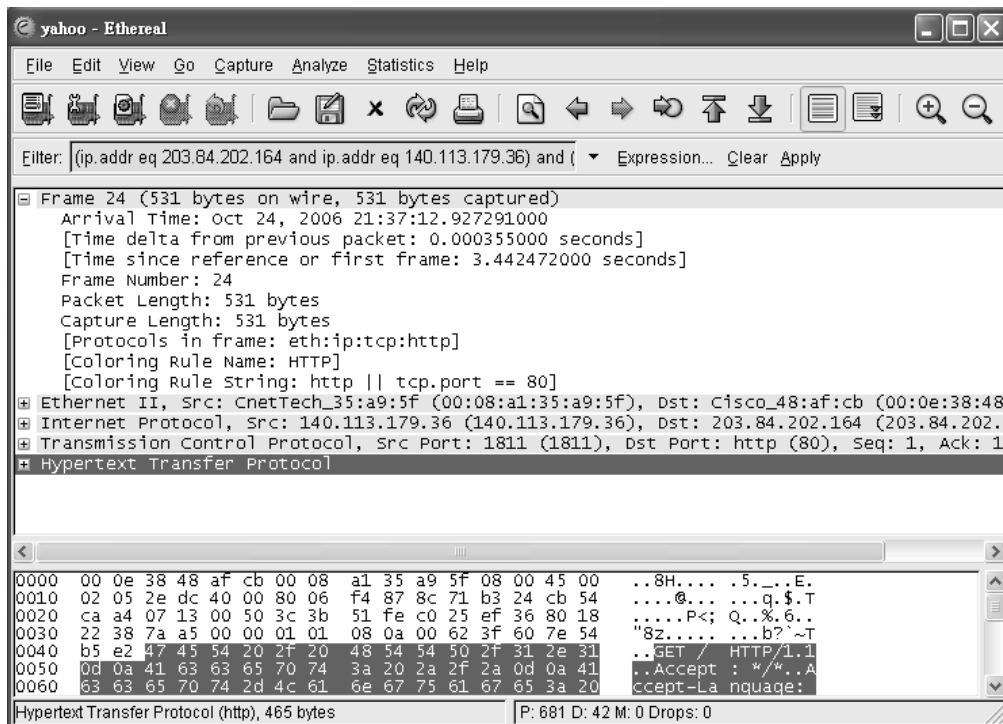 yahoo - Ethereal
File Edit View Go Capture Analyze Statistics Help
Filter: (ip.addr eq 203.84.202.164 and ip.addr eq 140.113.179.36) and ( Expression... Clear Apply
Frame 24 (531 bytes on wire, 531 bytes captured)
Arrival Time: Oct 24, 2006 21:37:12.927291000
[Time delta from previous packet: 0.000355000 seconds]
[Time since reference or first frame: 3.442472000 seconds]
Frame Number: 24
Packet Length: 531 bytes
Capture Length: 531 bytes
[Protocols in frame: eth:ip:tcp:http]
[Coloring Rule Name: HTTP]
[Coloring Rule String: http || tcp.port == 80]
Ethernet II, Src: CnetTech_35:a9:5f (00:08:a1:35:a9:5f), Dst: Cisco_48:af:cb (00:0e:38:48
Internet Protocol, Src: 140.113.179.36 (140.113.179.36), Dst: 203.84.202.164 (203.84.202.
Transmission Control Protocol, Src Port: 1811 (1811), Dst Port: http (80), Seq: 1, Ack: 1
Hypertext Transfer Protocol
0000 00 0e 38 48 af cb 00 08 a1 35 a9 5f 08 00 45 00 ..8H.... .5._..E.
0010 02 05 2e dc 40 00 80 06 f4 87 8c 71 b3 24 cb 54 ....@... ...q.$.T
0020 ca a4 07 13 00 50 3c 3b 51 fe c0 25 ef 36 80 18 .....P<; Q..%.6..
0030 22 38 7a a5 00 00 01 01 08 0a 00 62 3f 60 7e 54 "8z..... ...b?`~T
0040 b5 e2 47 45 54 20 2f 20 48 54 54 50 2f 31 2e 31 ..GET / HTTP/1.1
0050 0d 0a 41 63 63 65 70 74 3a 20 2a 2f 2a 0d 0a 41 ..Accept : */*..A
0060 63 63 65 70 74 2d 4c 61 6e 67 75 61 67 65 3a 20 ccept-La nguage:
Hypertext Transfer Protocol (http), 465 bytes P: 681 D: 42 M: 0 Drops: 0